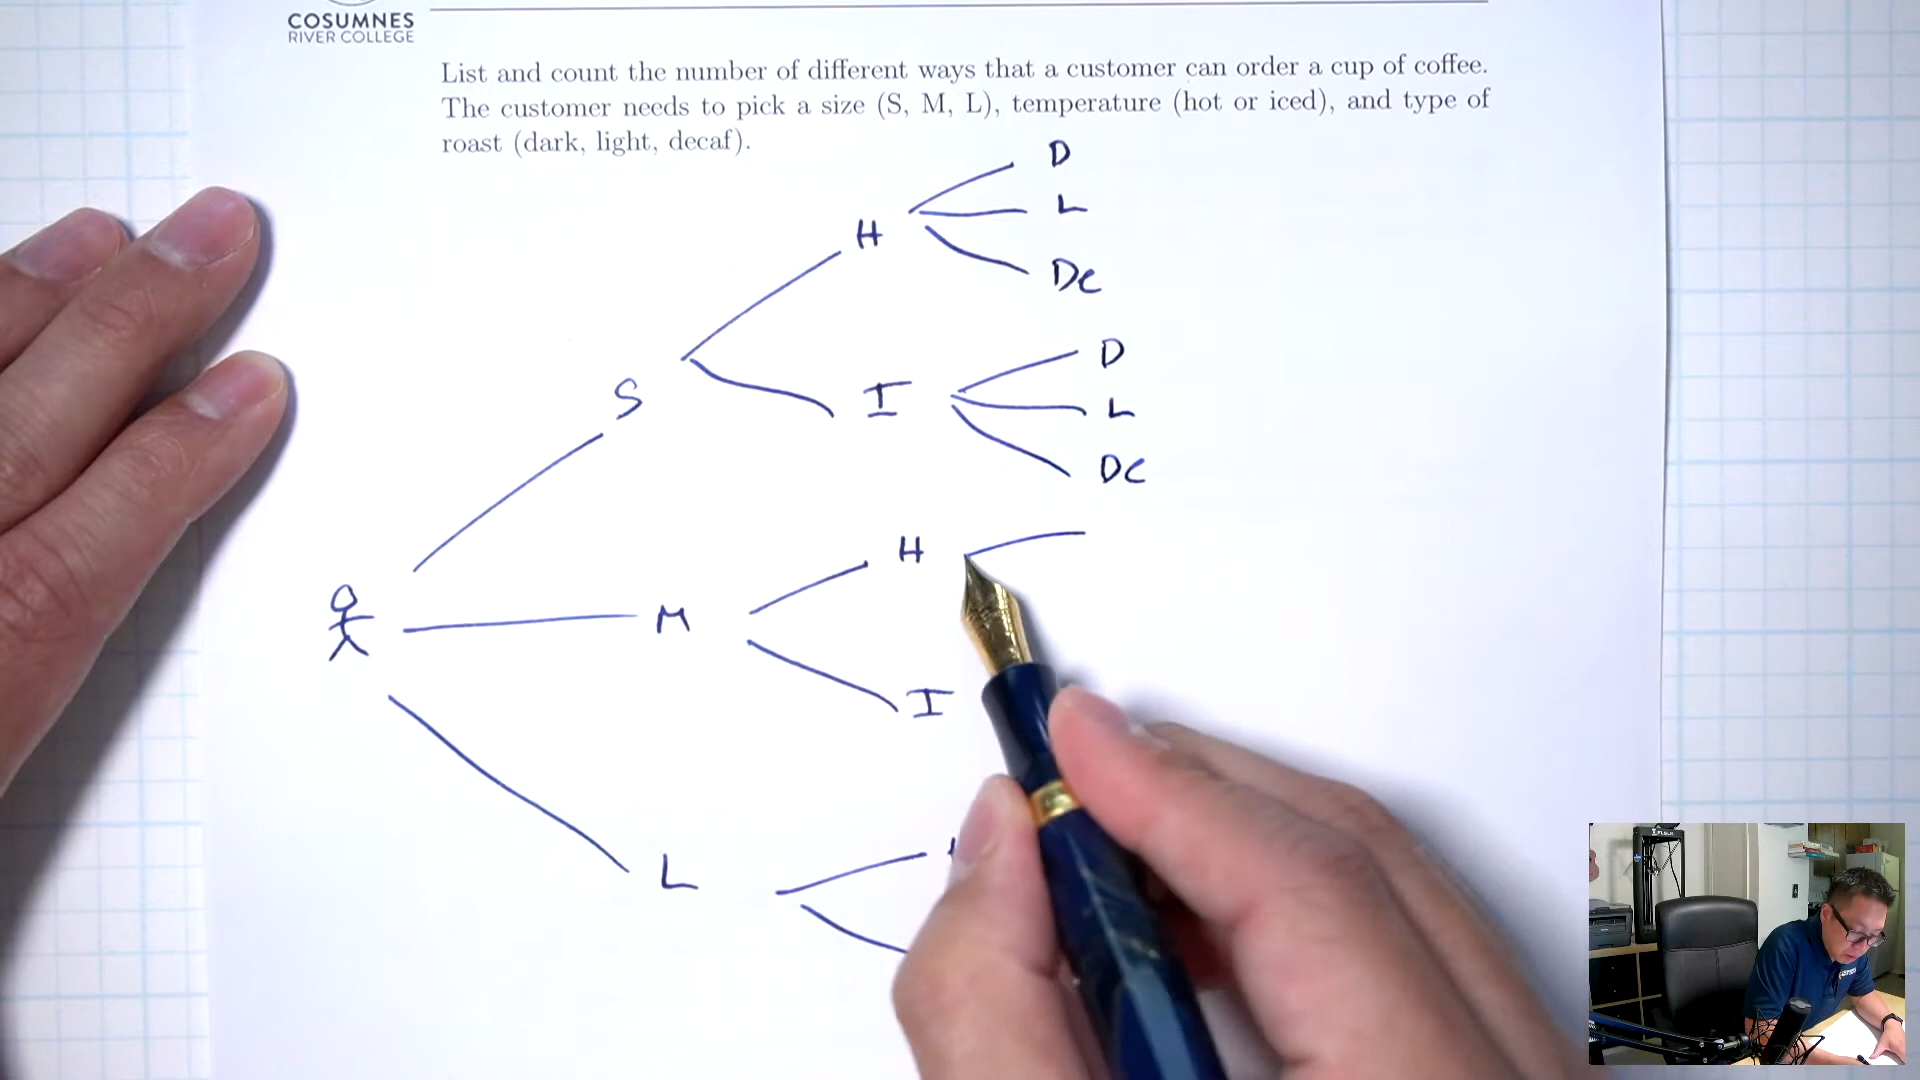 COSUMNES
RIVER COLLEGE
List and count the number of different ways that a customer can order a cup of coffee.
The customer needs to pick a size (S, M, L), temperature (hot or iced), and type of
roast (dark, light, decaf).
D
L
H
DC
D
S
I
L
DC
H
M
I
L